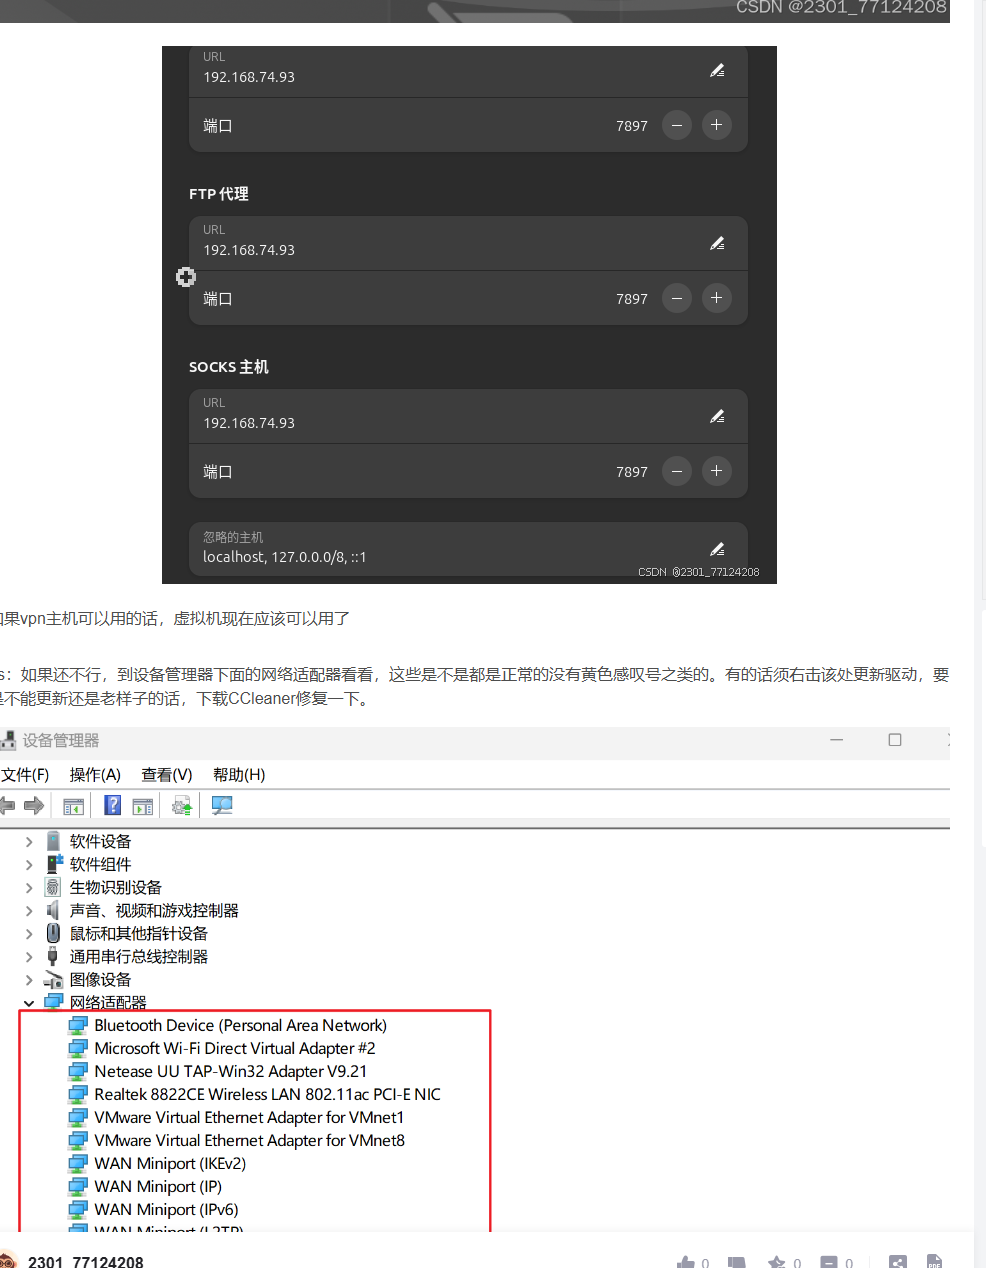 CSDN @2301_77124208
URL
192.168.74.93
端口 7897
FTP 代理
URL
192.168.74.93
端口 7897
SOCKS 主机
URL
192.168.74.93
端口 7897
忽略的主机
localhost, 127.0.0.0/8, ::1
CSDN @2301_77124208
如果vpn主机可以用的话，虚拟机现在应该可以用了
s：如果还不行，到设备管理器下面的网络适配器看看，这些是不是都是正常的没有黄色感叹号之类的。有的话须右击该处更新驱动，要
是不能更新还是老样子的话，下载CCleaner修复一下。
设备管理器
文件(F) 操作(A) 查看(V) 帮助(H)
软件设备
软件组件
生物识别设备
声音、视频和游戏控制器
鼠标和其他指针设备
通用串行总线控制器
图像设备
网络适配器
Bluetooth Device (Personal Area Network)
Microsoft Wi-Fi Direct Virtual Adapter #2
Netease UU TAP-Win32 Adapter V9.21
Realtek 8822CE Wireless LAN 802.11ac PCI-E NIC
VMware Virtual Ethernet Adapter for VMnet1
VMware Virtual Ethernet Adapter for VMnet8
WAN Miniport (IKEv2)
WAN Miniport (IP)
WAN Miniport (IPv6)
WAN Miniport (L2TP)
2301_77124208 0 0 0